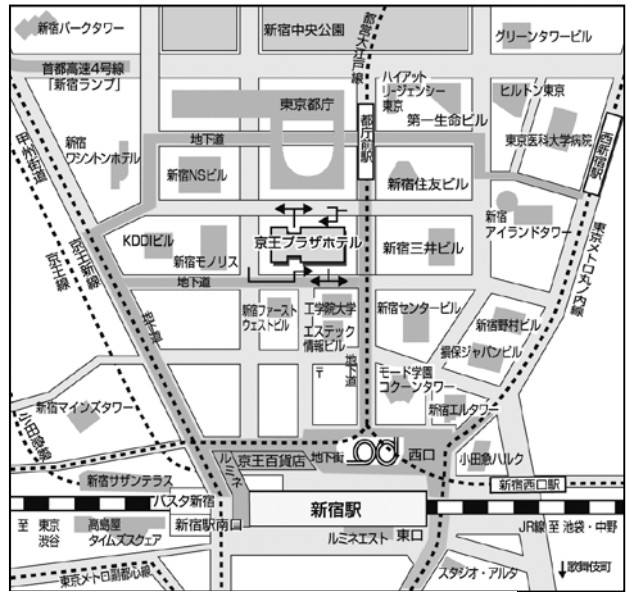 新宿パークタワー
新宿中央公園
都営大江戸線
グリーンタワービル
首都高速4号線
「新宿ランプ」
ハイアット
リージェンシー
東京
ヒルトン東京
東京都庁
都庁前駅
第一生命ビル
東京医科大学病院
西新宿駅
甲州街道
新宿
ワシントンホテル
地下道
新宿NSビル
新宿住友ビル
新宿
アイランドタワー
東京メトロ丸ノ内線
KDDIビル
新宿モノリス
京王プラザホテル
新宿三井ビル
京王新線
京王線
地下道
地下道
新宿ファースト
ウェストビル
工学院大学
エステック
情報ビル
新宿センタービル
新宿野村ビル
損保ジャパンビル
地下道
〒
モード学園
コクーンタワー
新宿エルタワー
新宿マインズタワー
小田急線
ルミネ
京王百貨店
地下街
西口
小田急ハルク
新宿サザンテラス
新宿西口駅
バスタ新宿
新宿駅
至 東京
渋谷
高島屋
タイムズスクェア
新宿駅南口
ルミネエスト
東口
JR線 至 池袋・中野
東京メトロ副都心線
スタジオ・アルタ
歌舞伎町